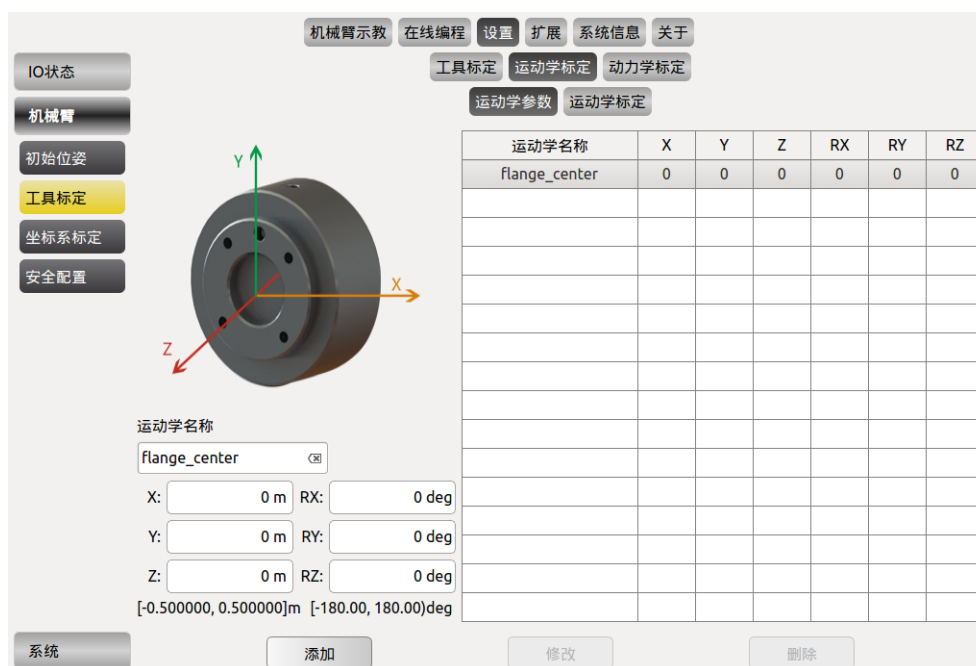 机械臂示教 在线编程 设置 扩展 系统信息 关于
工具标定 运动学标定 动力学标定
运动学参数 运动学标定
IO状态
机械臂
初始位姿
工具标定
坐标系标定
安全配置
系统
Y
X
Z
运动学名称
flange_center
X: 0 m RX: 0 deg
Y: 0 m RY: 0 deg
Z: 0 m RZ: 0 deg
[-0.500000, 0.500000]m [-180.00, 180.00)deg
运动学名称 X Y Z RX RY RZ
flange_center 0 0 0 0 0 0
添加 修改 删除